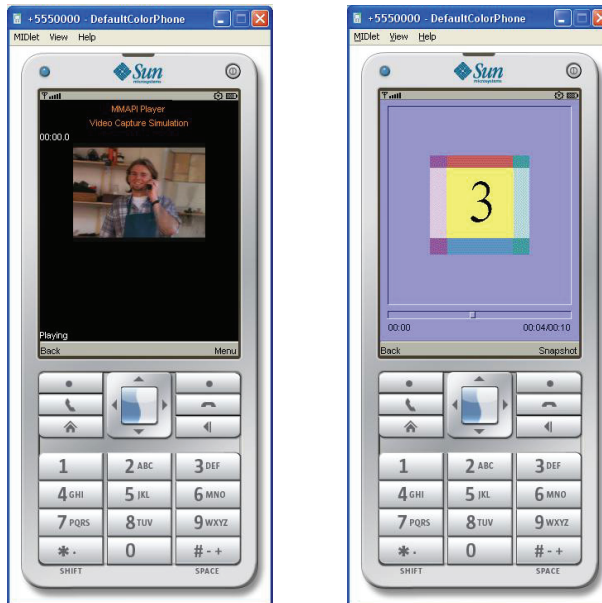 +5550000 - DefaultColorPhone
MIDlet View Help
Sun
microsystems
MMAPI Player
Video Capture Simulation
00:00.0
Playing
Back Menu
1 2 ABC 3 DEF
4 GHI 5 JKL 6 MNO
7 PQRS 8 TUV 9 WXYZ
* . 0 # - +
SHIFT SPACE
+5550000 - DefaultColorPhone
MIDlet View Help
Sun
microsystems
3
00:00 00:04/00:10
Back Snapshot
1 2 ABC 3 DEF
4 GHI 5 JKL 6 MNO
7 PQRS 8 TUV 9 WXYZ
* . 0 # - +
SHIFT SPACE